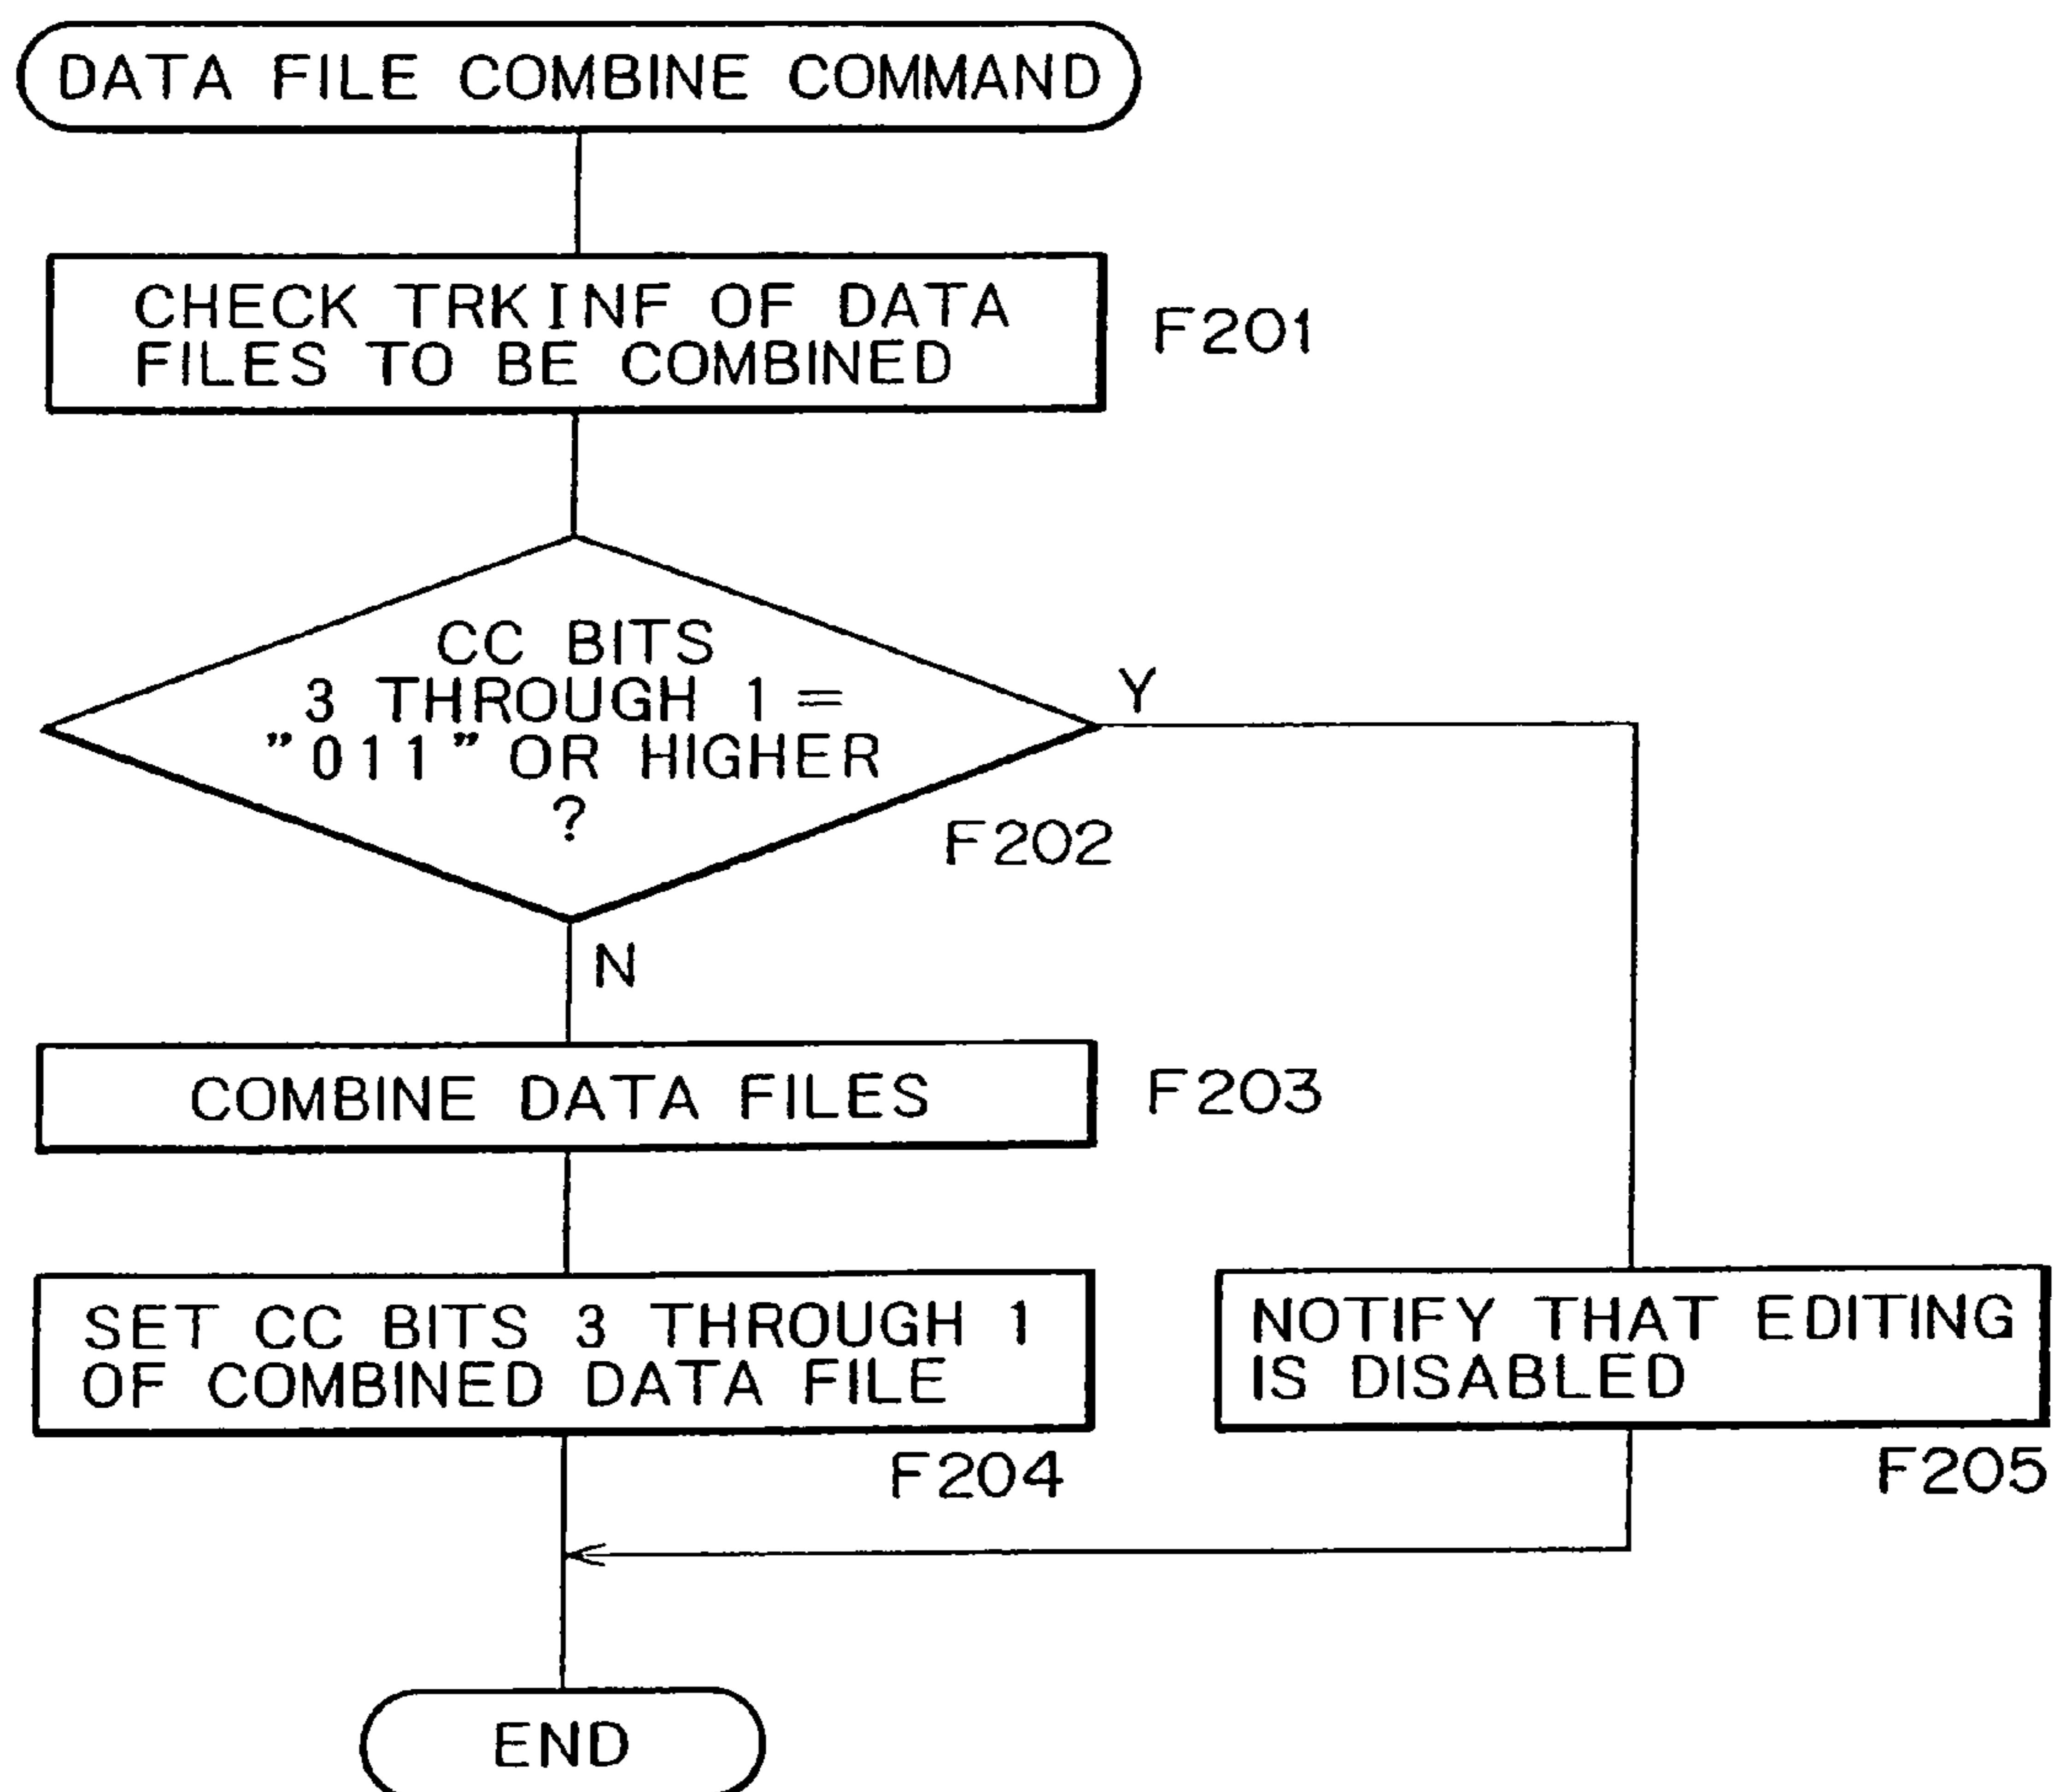 DATA FILE COMBINE COMMAND
CHECK TRKINF OF DATA
FILES TO BE COMBINED
F201
CC BITS
3 THROUGH 1 =
"011" OR HIGHER
?
Y
F202
N
COMBINE DATA FILES
F203
SET CC BITS 3 THROUGH 1
OF COMBINED DATA FILE
F204
NOTIFY THAT EDITING
IS DISABLED
F205
END